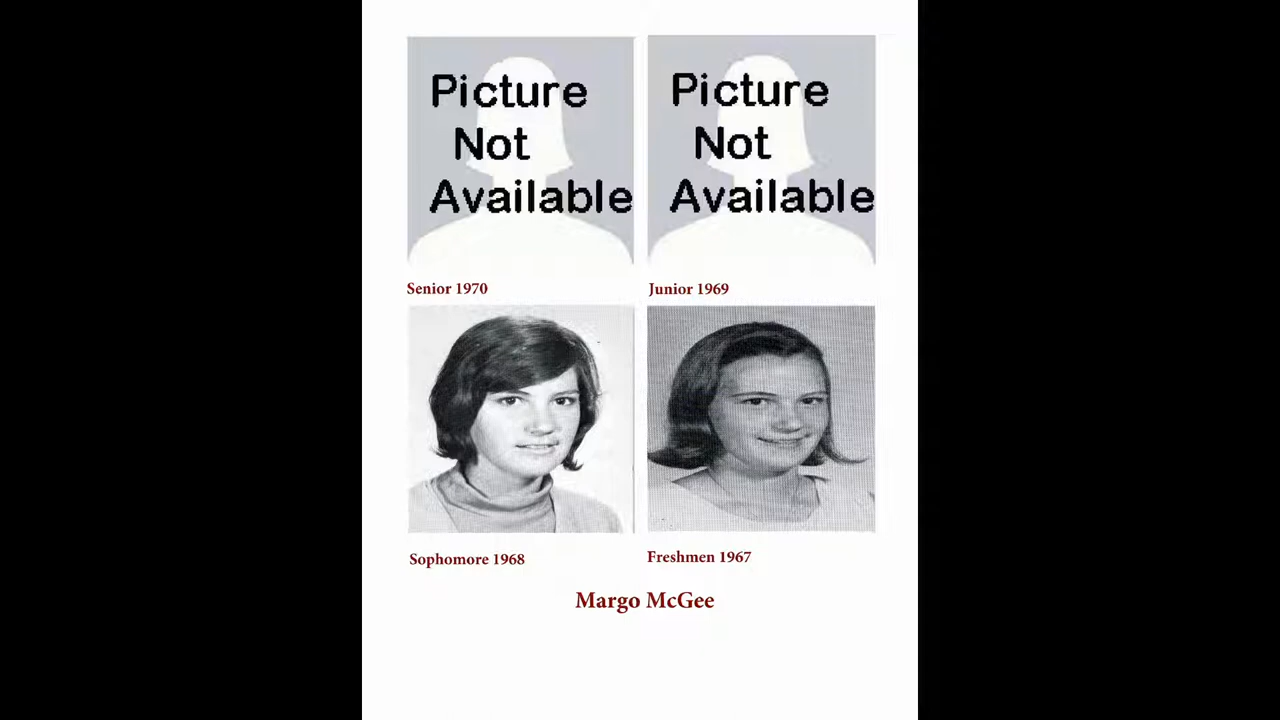 Picture
Not
Available
Picture
Not
Available
Senior 1970
Junior 1969
Sophomore 1968
Freshmen 1967
Margo McGee